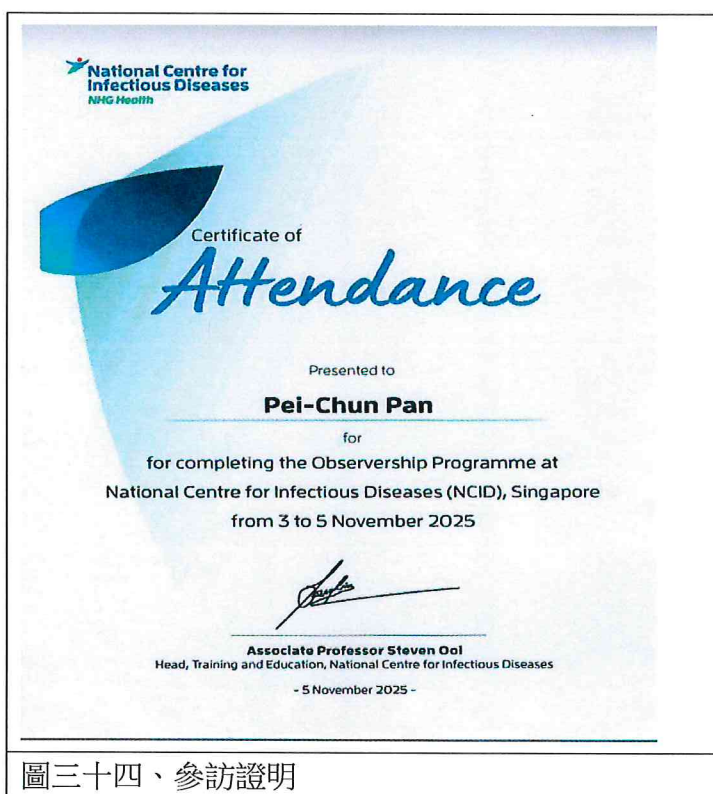 National Centre for
Infectious Diseases
NHG Health
Certificate of
Attendance
Presented to
Pei-Chun Pan
for
for completing the Observership Programme at
National Centre for Infectious Diseases (NCID), Singapore
from 3 to 5 November 2025
Associate Professor Steven Ooi
Head, Training and Education, National Centre for Infectious Diseases
- 5 November 2025 -
圖三十四、參訪證明